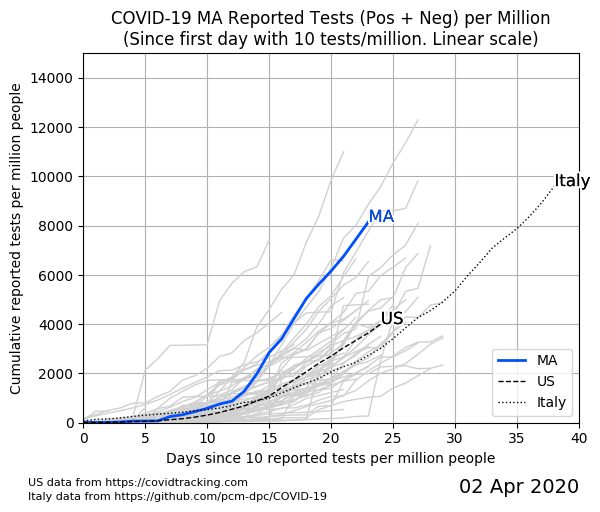 COVID-19 MA Reported Tests (Pos + Neg) per Million
(Since first day with 10 tests/million. Linear scale)
Cumulative reported tests per million people
14000
12000
10000
8000
6000
4000
2000
0
Italy
MA
US
MA
US
Italy
0 5 10 15 20 25 30 35 40
Days since 10 reported tests per million people
US data from https://covidtracking.com
Italy data from https://github.com/pcm-dpc/COVID-19
02 Apr 2020